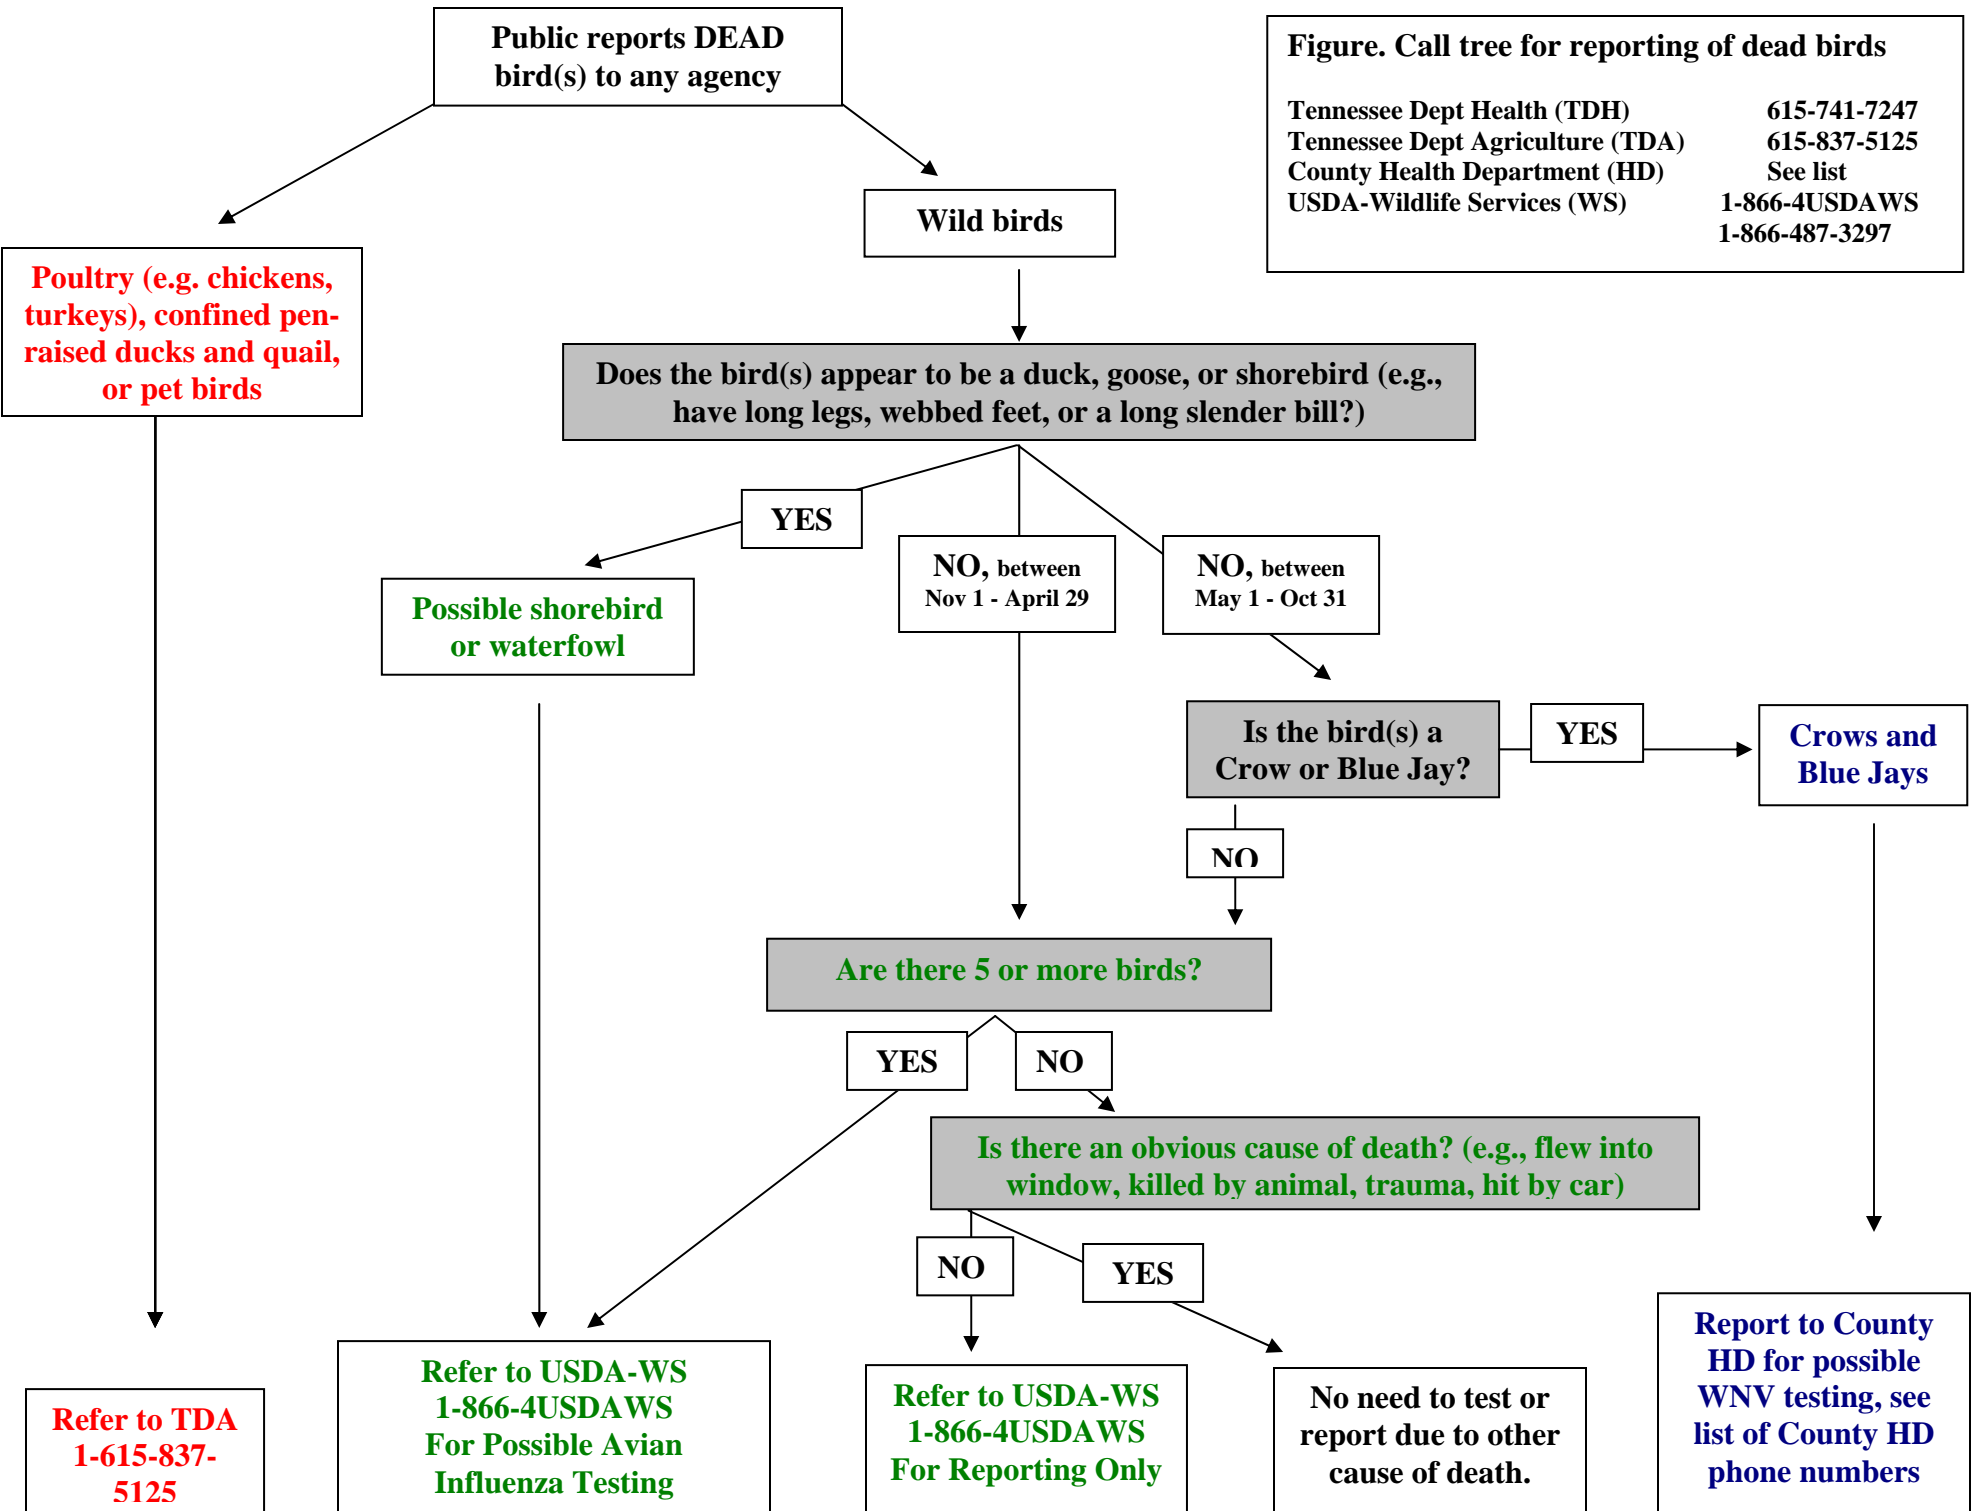 Public reports DEAD
bird(s) to any agency
Figure. Call tree for reporting of dead birds
Tennessee Dept Health (TDH) 615-741-7247
Tennessee Dept Agriculture (TDA) 615-837-5125
County Health Department (HD) See list
USDA-Wildlife Services (WS) 1-866-4USDAWS
1-866-487-3297
Wild birds
Poultry (e.g. chickens,
turkeys), confined pen-
raised ducks and quail,
or pet birds
Does the bird(s) appear to be a duck, goose, or shorebird (e.g.,
have long legs, webbed feet, or a long slender bill?)
YES
NO, between
Nov 1 - April 29
NO, between
May 1 - Oct 31
Possible shorebird
or waterfowl
Is the bird(s) a
Crow or Blue Jay?
YES
Crows and
Blue Jays
NO
Are there 5 or more birds?
YES
NO
Is there an obvious cause of death? (e.g., flew into
window, killed by animal, trauma, hit by car)
NO
YES
Refer to TDA
1-615-837-
5125
Refer to USDA-WS
1-866-4USDAWS
For Possible Avian
Influenza Testing
Refer to USDA-WS
1-866-4USDAWS
For Reporting Only
No need to test or
report due to other
cause of death.
Report to County
HD for possible
WNV testing, see
list of County HD
phone numbers